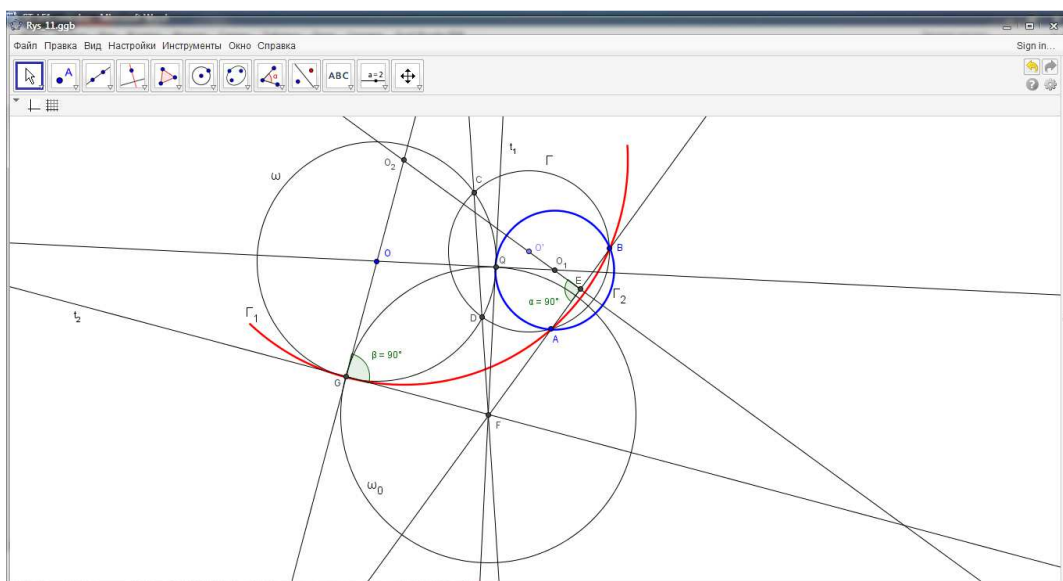 Rys_11.ggb
Файл Правка Вид Настройки Инструменты Окно Справка
Sign in...
A
α
ABC
a=2
t₁
ω
O₂
C
Γ
O'
B
O
Q
O₁
E
Γ₂
α = 90°
t₂
Γ₁
D
A
β = 90°
G
F
ω₀